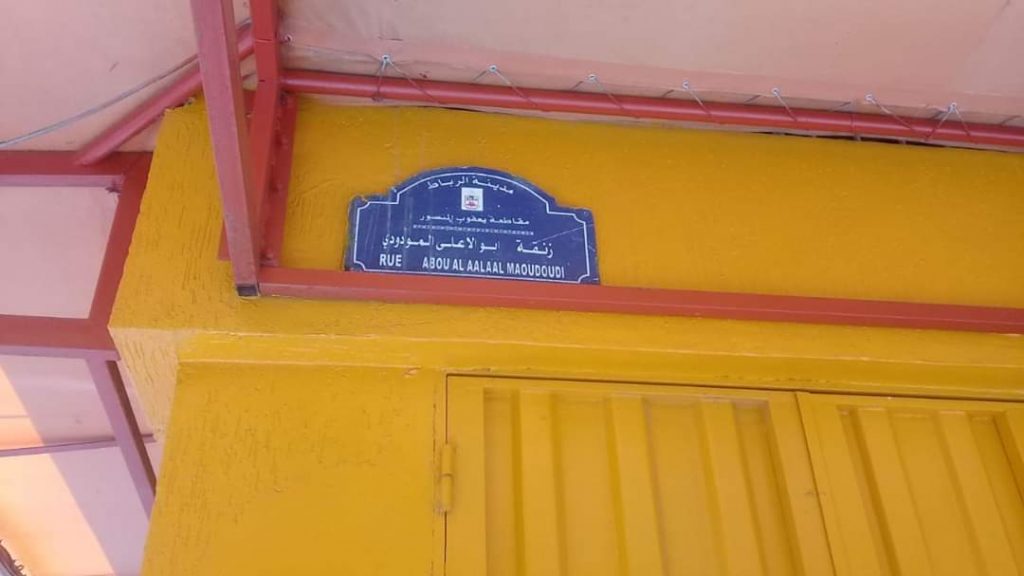 مدينة الرباط
مقاطعة يعقوب المنصور
زنقة ابو الاعلى المودودي
RUE ABOU AL AALAAL MAOUDOUDI